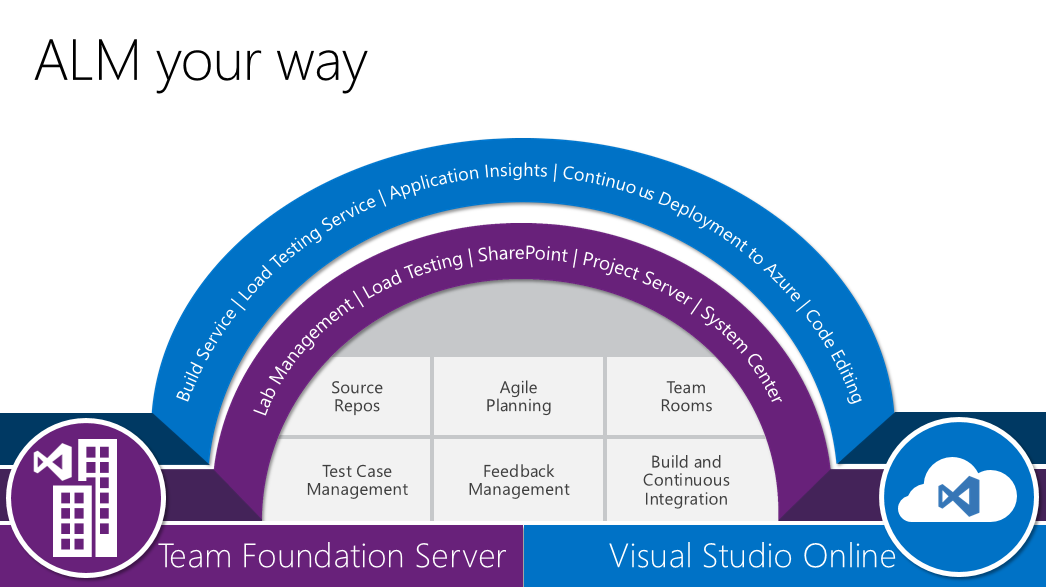 ALM your way
Build Service | Load Testing Service | Application Insights | Continuous Deployment to Azure | Code Editing
Lab Management | Load Testing | SharePoint | Project Server | System Center
Source
Repos
Agile
Planning
Team
Rooms
Test Case
Management
Feedback
Management
Build and
Continuous
Integration
Team Foundation Server
Visual Studio Online